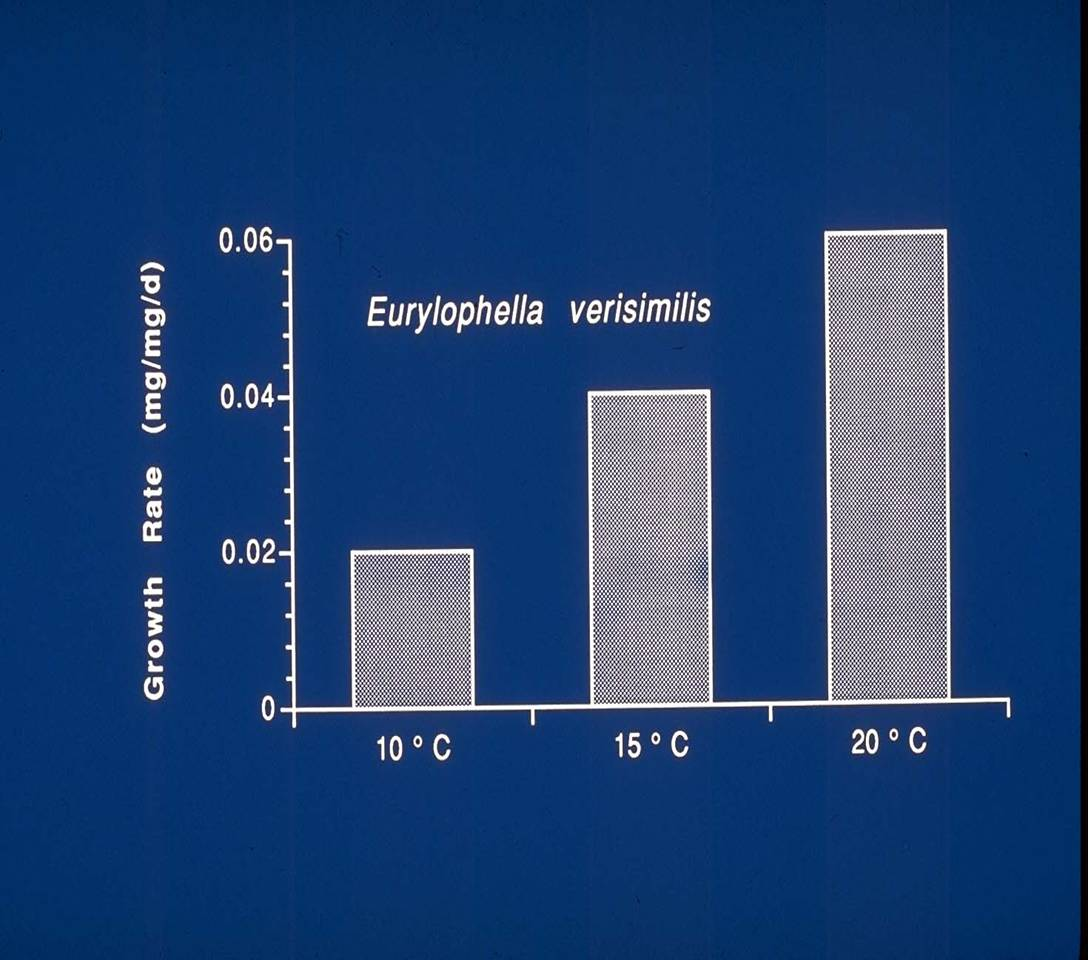 Growth Rate (mg/mg/d)
0.06
0.04
0.02
0
Eurylophella verisimilis
10 ° C
15 ° C
20 ° C